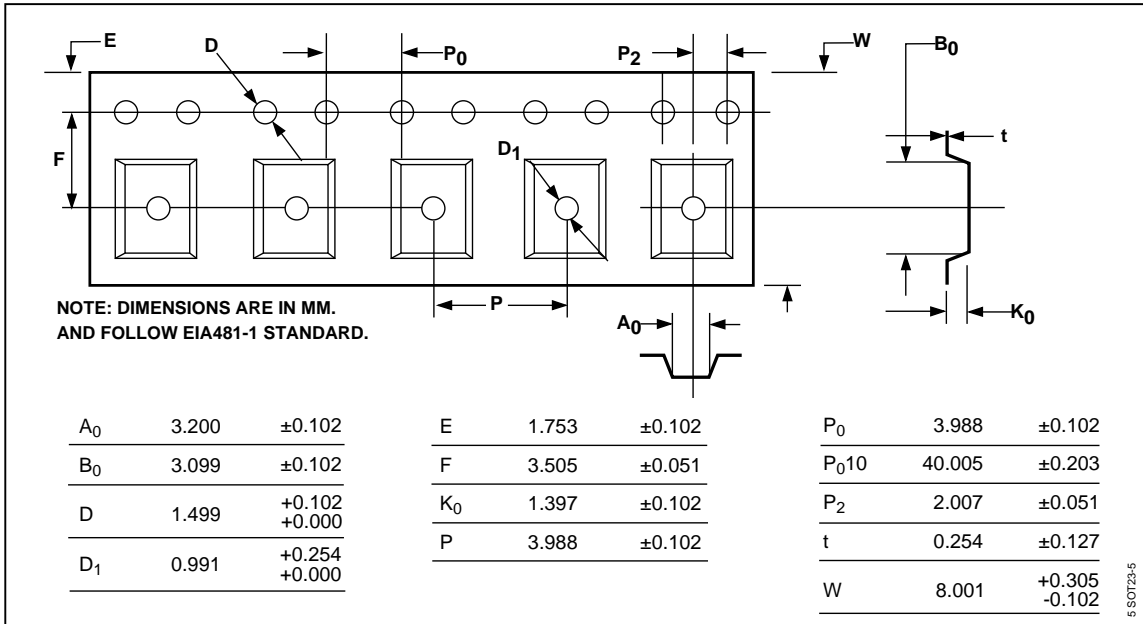 E
D
P0
P2
W
B0
t
F
D1
NOTE: DIMENSIONS ARE IN MM.
AND FOLLOW EIA481-1 STANDARD.
P
A0
K0
A0 3.200 ±0.102
B0 3.099 ±0.102
D 1.499 +0.102
+0.000
D1 0.991 +0.254
+0.000
E 1.753 ±0.102
F 3.505 ±0.051
K0 1.397 ±0.102
P 3.988 ±0.102
P0 3.988 ±0.102
P010 40.005 ±0.203
P2 2.007 ±0.051
t 0.254 ±0.127
W 8.001 +0.305
-0.102
5 SOT23-5